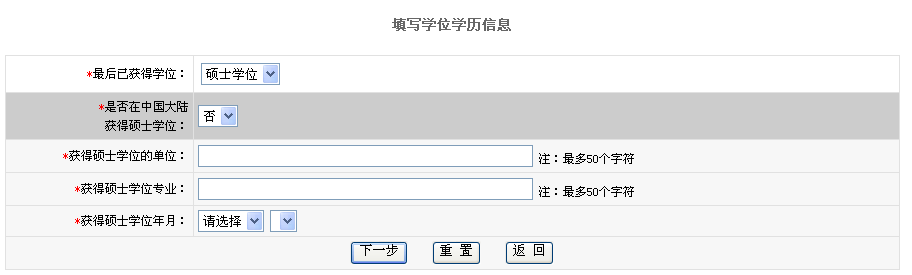 填写学位学历信息
*最后已获得学位： 硕士学位
*是否在中国大陆
获得硕士学位： 否
*获得硕士学位的单位： 注：最多50个字符
*获得硕士学位专业： 注：最多50个字符
*获得硕士学位年月： 请选择
下一步 重 置 返 回